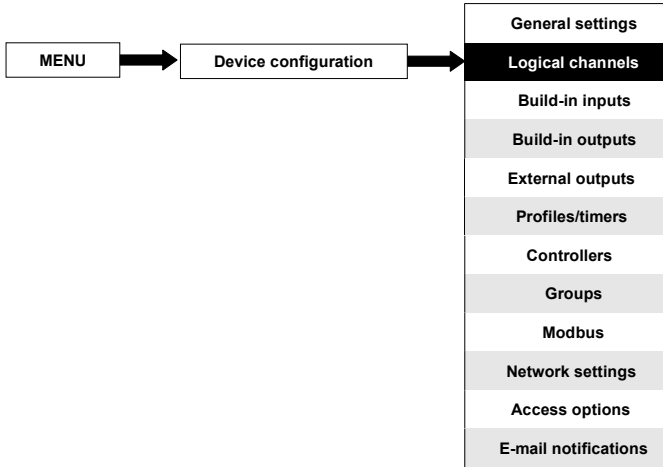 General settings
MENU
Device configuration
Logical channels
Build-in inputs
Build-in outputs
External outputs
Profiles/timers
Controllers
Groups
Modbus
Network settings
Access options
E-mail notifications